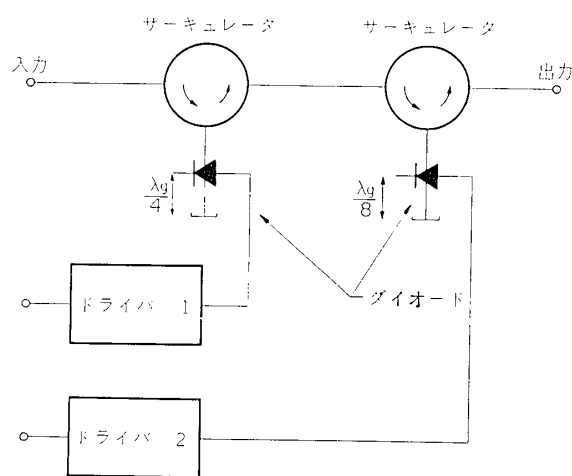 サーキュレータ
サーキュレータ
入力
出力
λg/4
λg/8
ダイオード
ドライバ 1
ドライバ 2